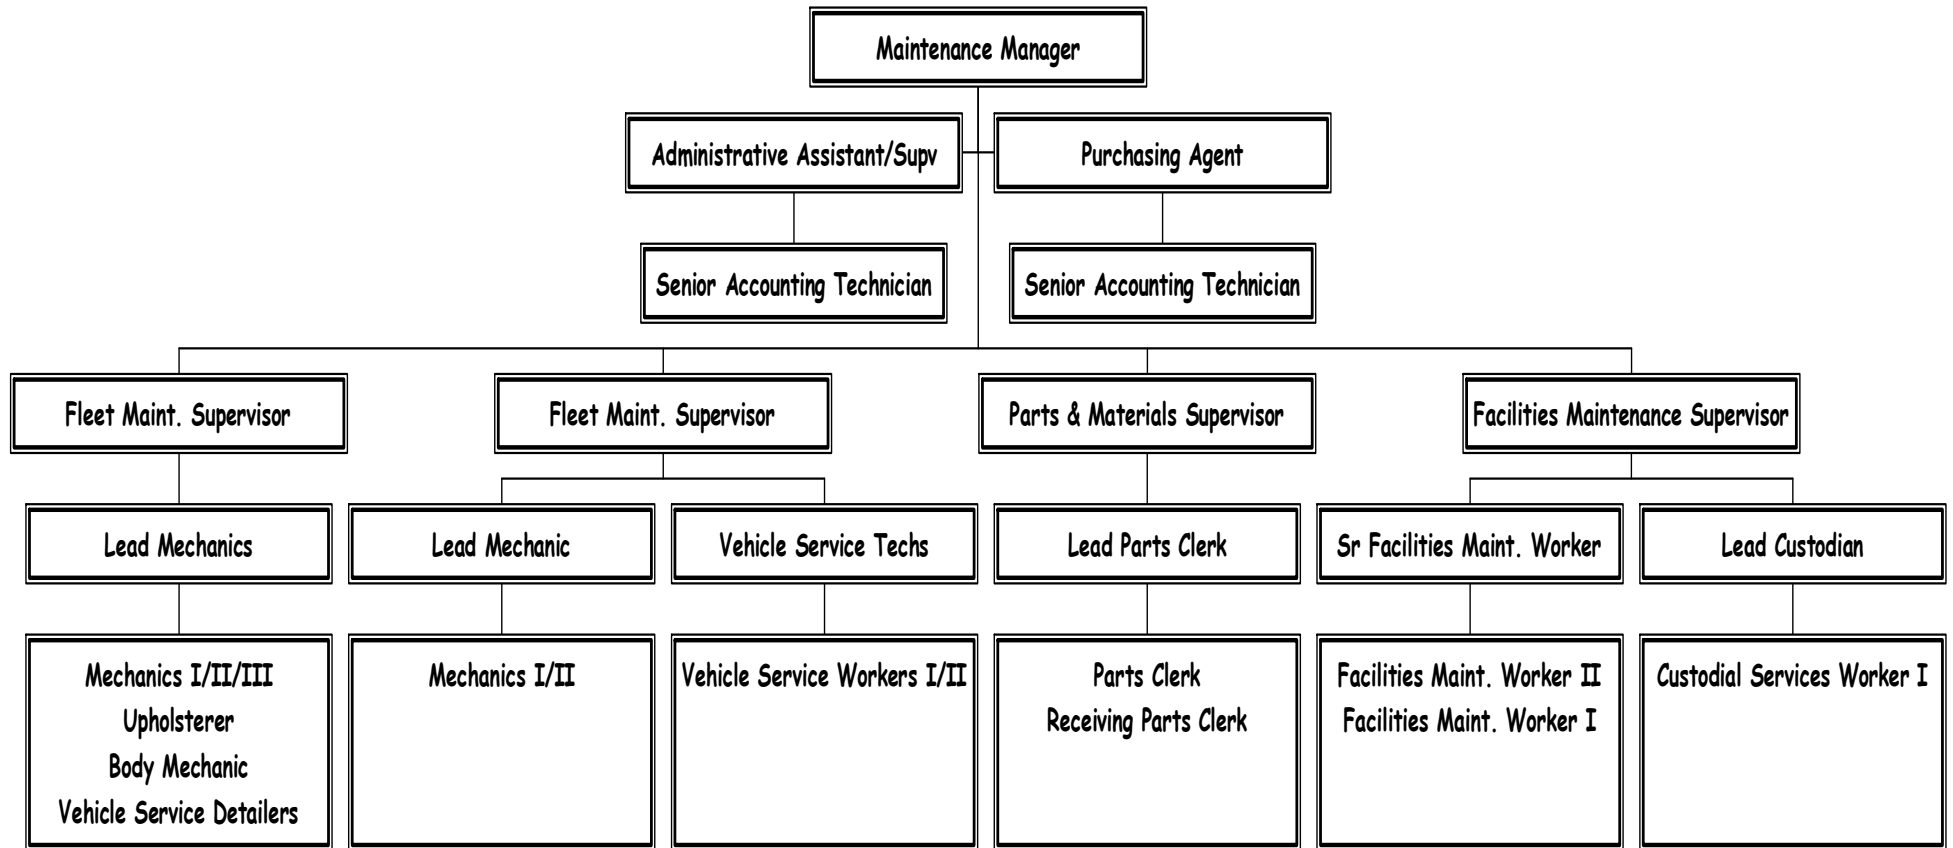 Maintenance Manager
Administrative Assistant/Supv
Purchasing Agent
Senior Accounting Technician
Senior Accounting Technician
Fleet Maint. Supervisor
Fleet Maint. Supervisor
Parts & Materials Supervisor
Facilities Maintenance Supervisor
Lead Mechanics
Lead Mechanic
Vehicle Service Techs
Lead Parts Clerk
Sr Facilities Maint. Worker
Lead Custodian
Mechanics I/II/III
Upholsterer
Body Mechanic
Vehicle Service Detailers
Mechanics I/II
Vehicle Service Workers I/II
Parts Clerk
Receiving Parts Clerk
Facilities Maint. Worker II
Facilities Maint. Worker I
Custodial Services Worker I